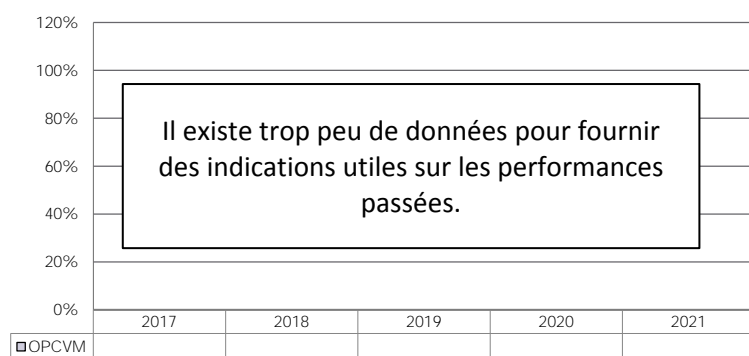 120%
100%
80%
60%
40%
20%
0%
Il existe trop peu de données pour fournir
des indications utiles sur les performances
passées.
2017 2018 2019 2020 2021
OPCVM